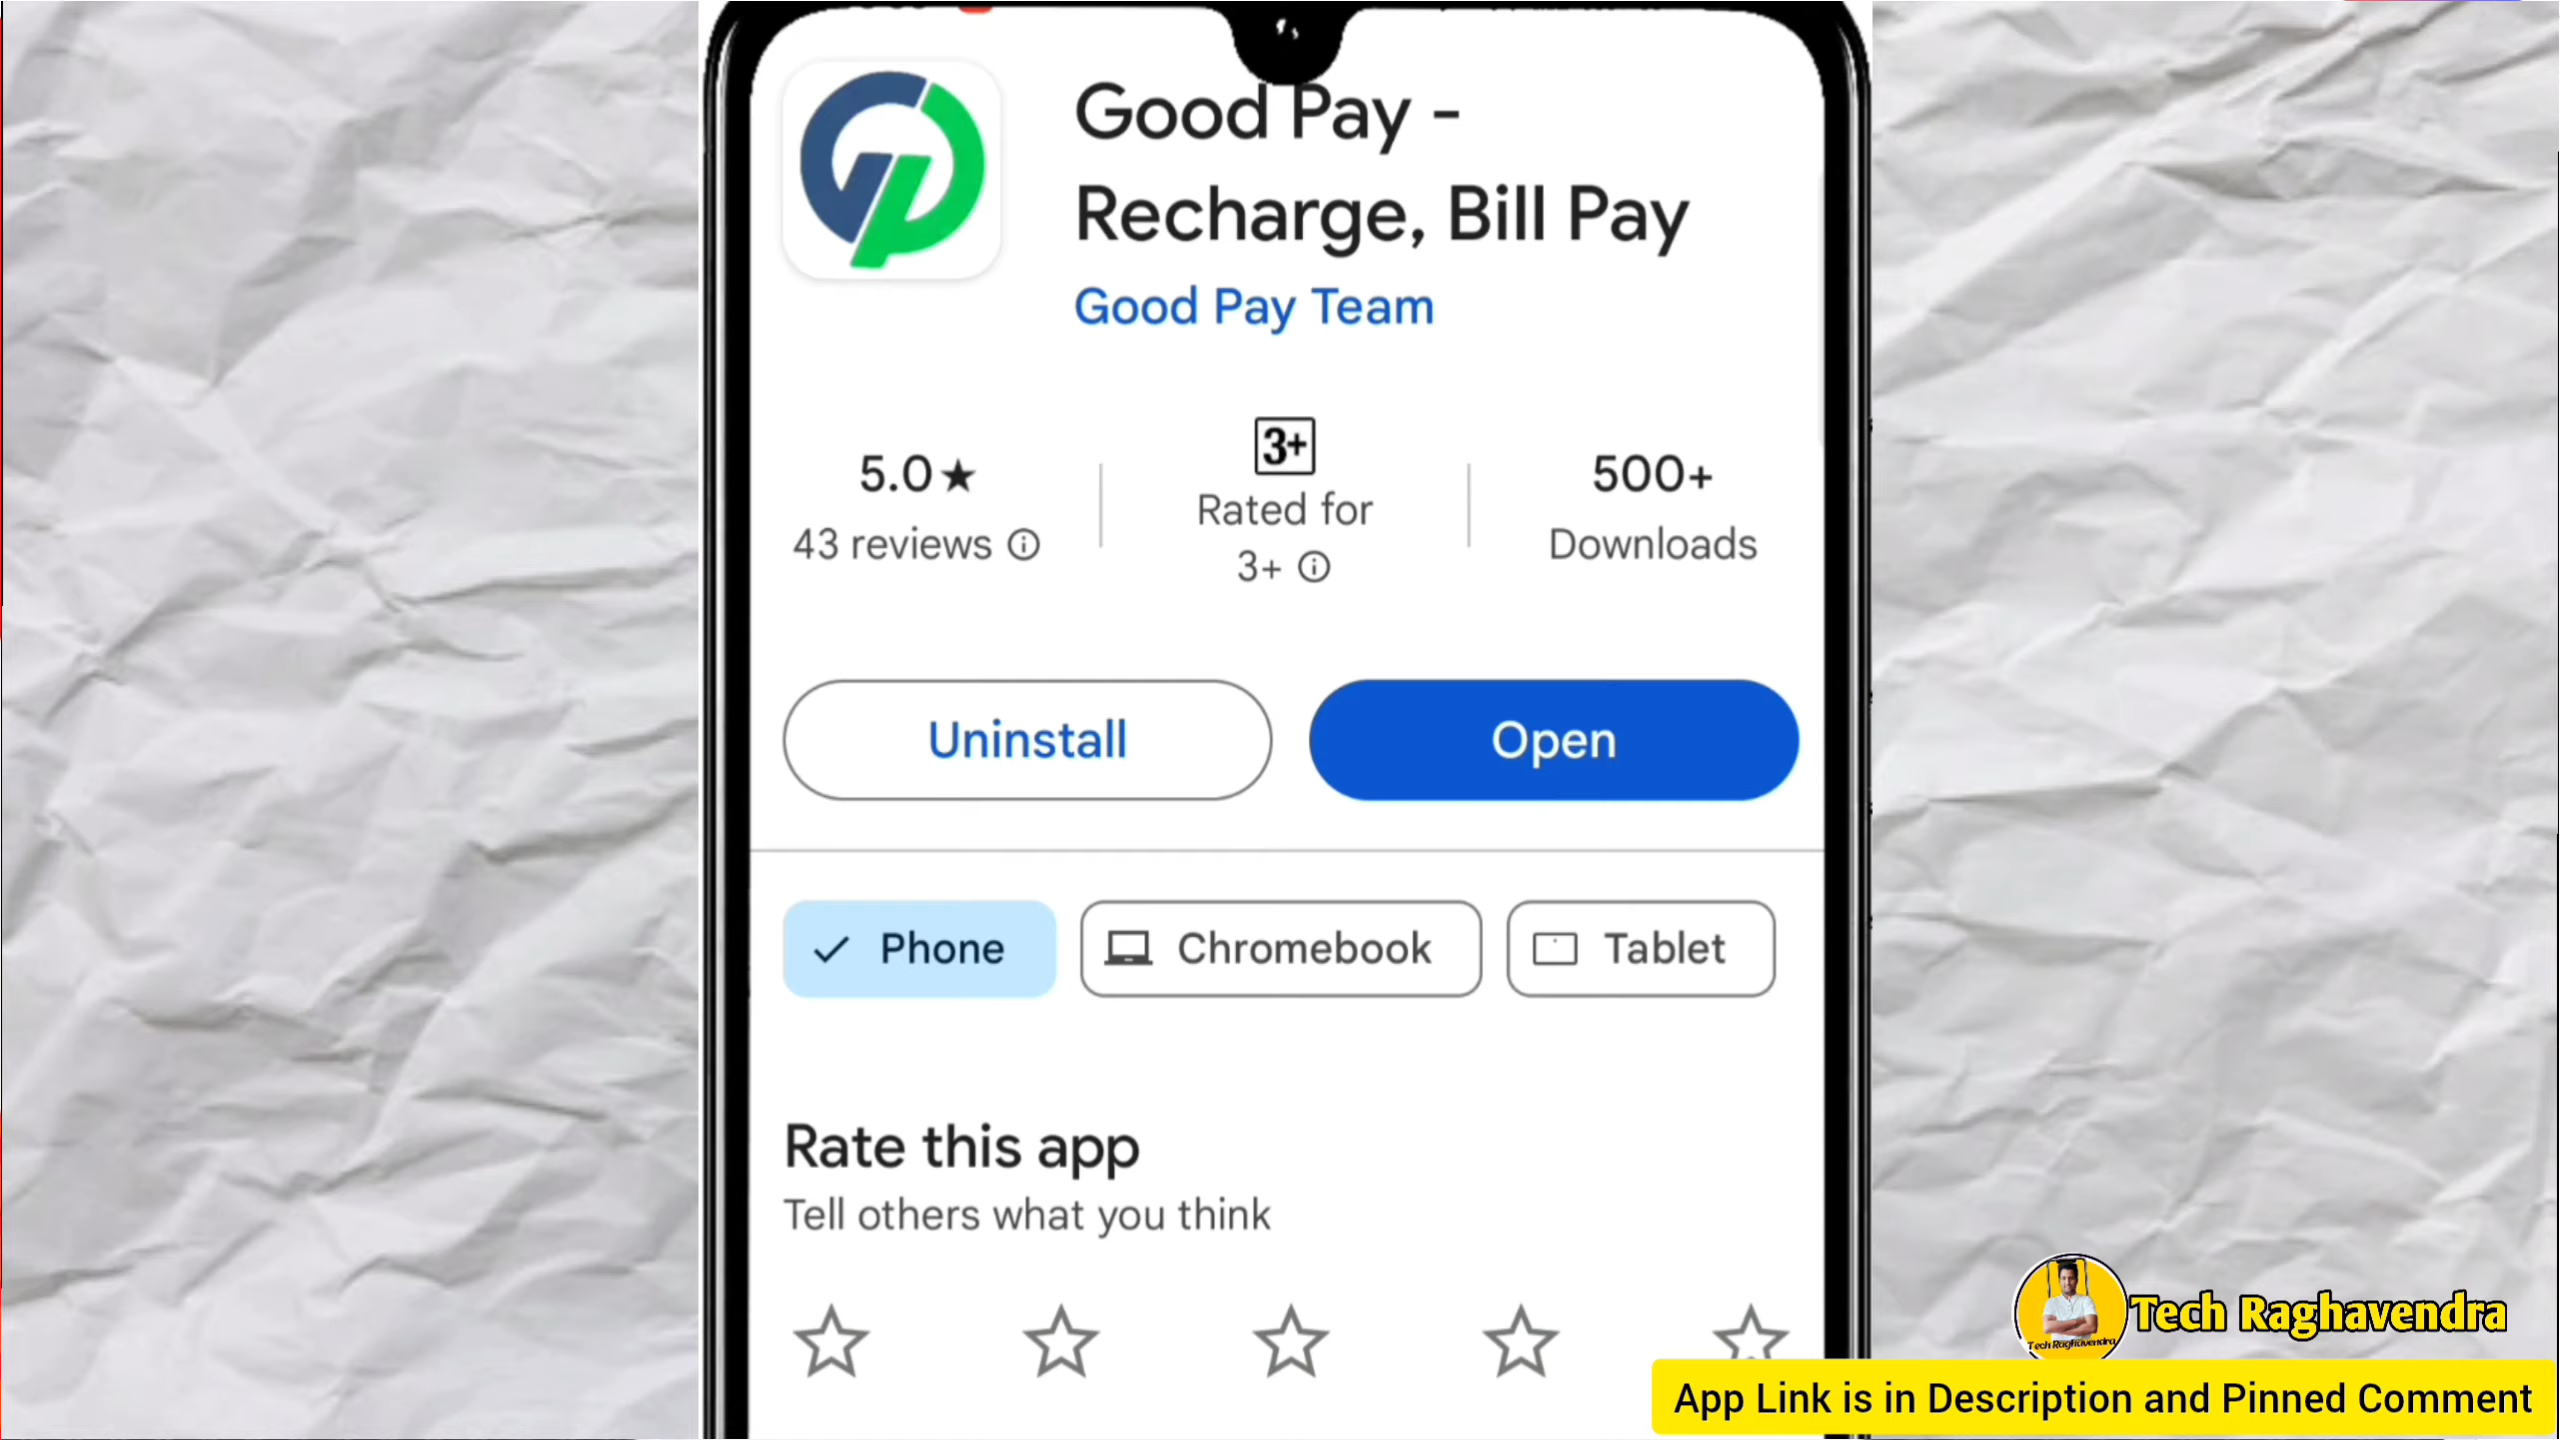 Good Pay -
Recharge, Bill Pay
Good Pay Team
5.0★
43 reviews
3+
Rated for
3+
500+
Downloads
Uninstall
Open
Phone
Chromebook
Tablet
Rate this app
Tell others what you think
Tech Raghavendra
Tech Raghavendra
App Link is in Description and Pinned Comment